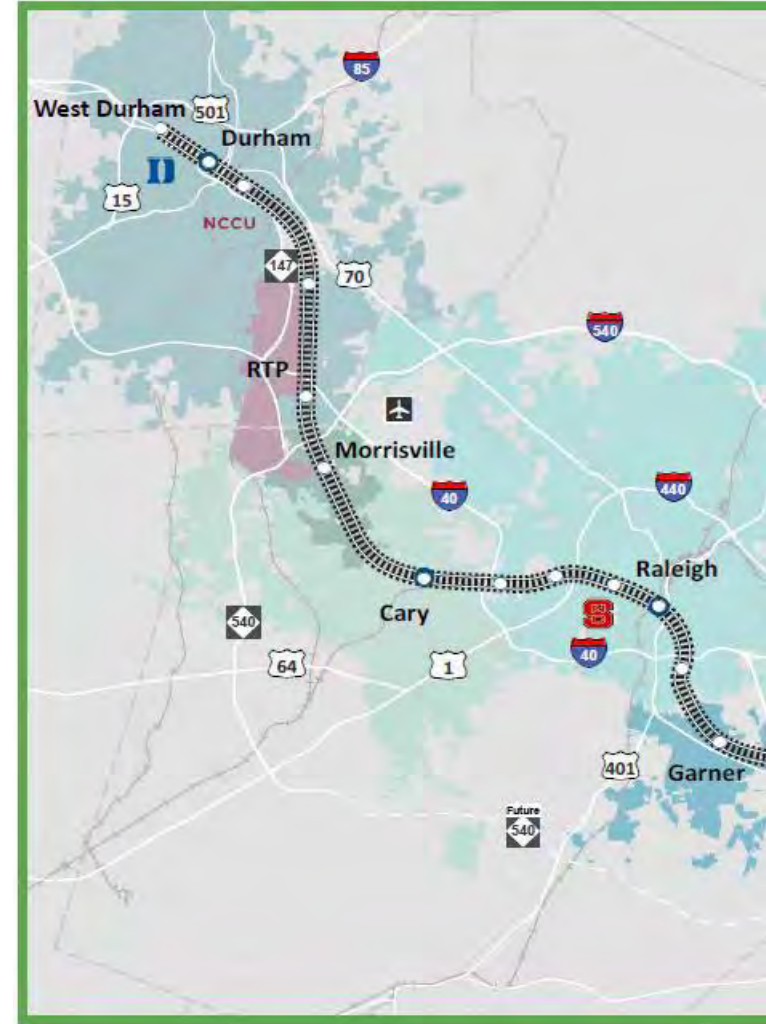 85
West Durham
501
Durham
D
15
NCCU
147
70
540
RTP
Morrisville
40
440
Raleigh
Cary
S
540
40
64
1
401
Garner
Future
540